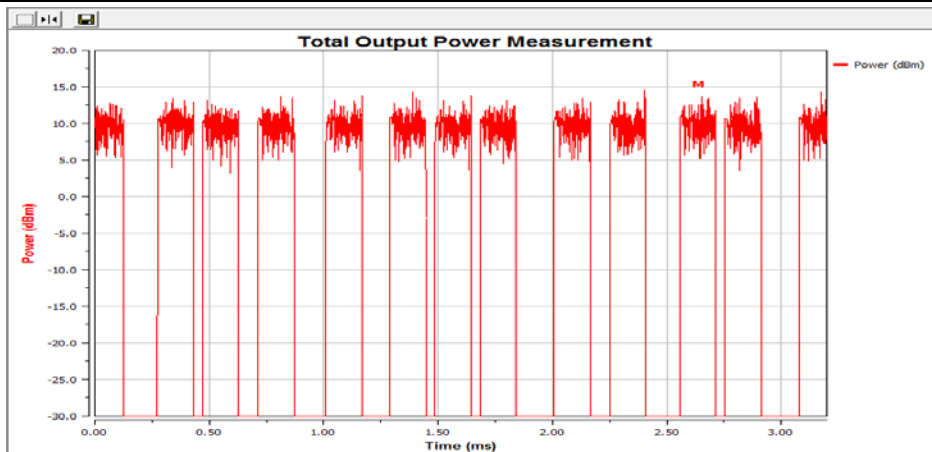 Total Output Power Measurement
20.0
15.0
10.0
5.0
0.0
-5.0
-10.0
-15.0
-20.0
-25.0
-30.0
Power (dBm)
M
Power (dBm)
0.00 0.50 1.00 1.50 2.00 2.50 3.00
Time (ms)